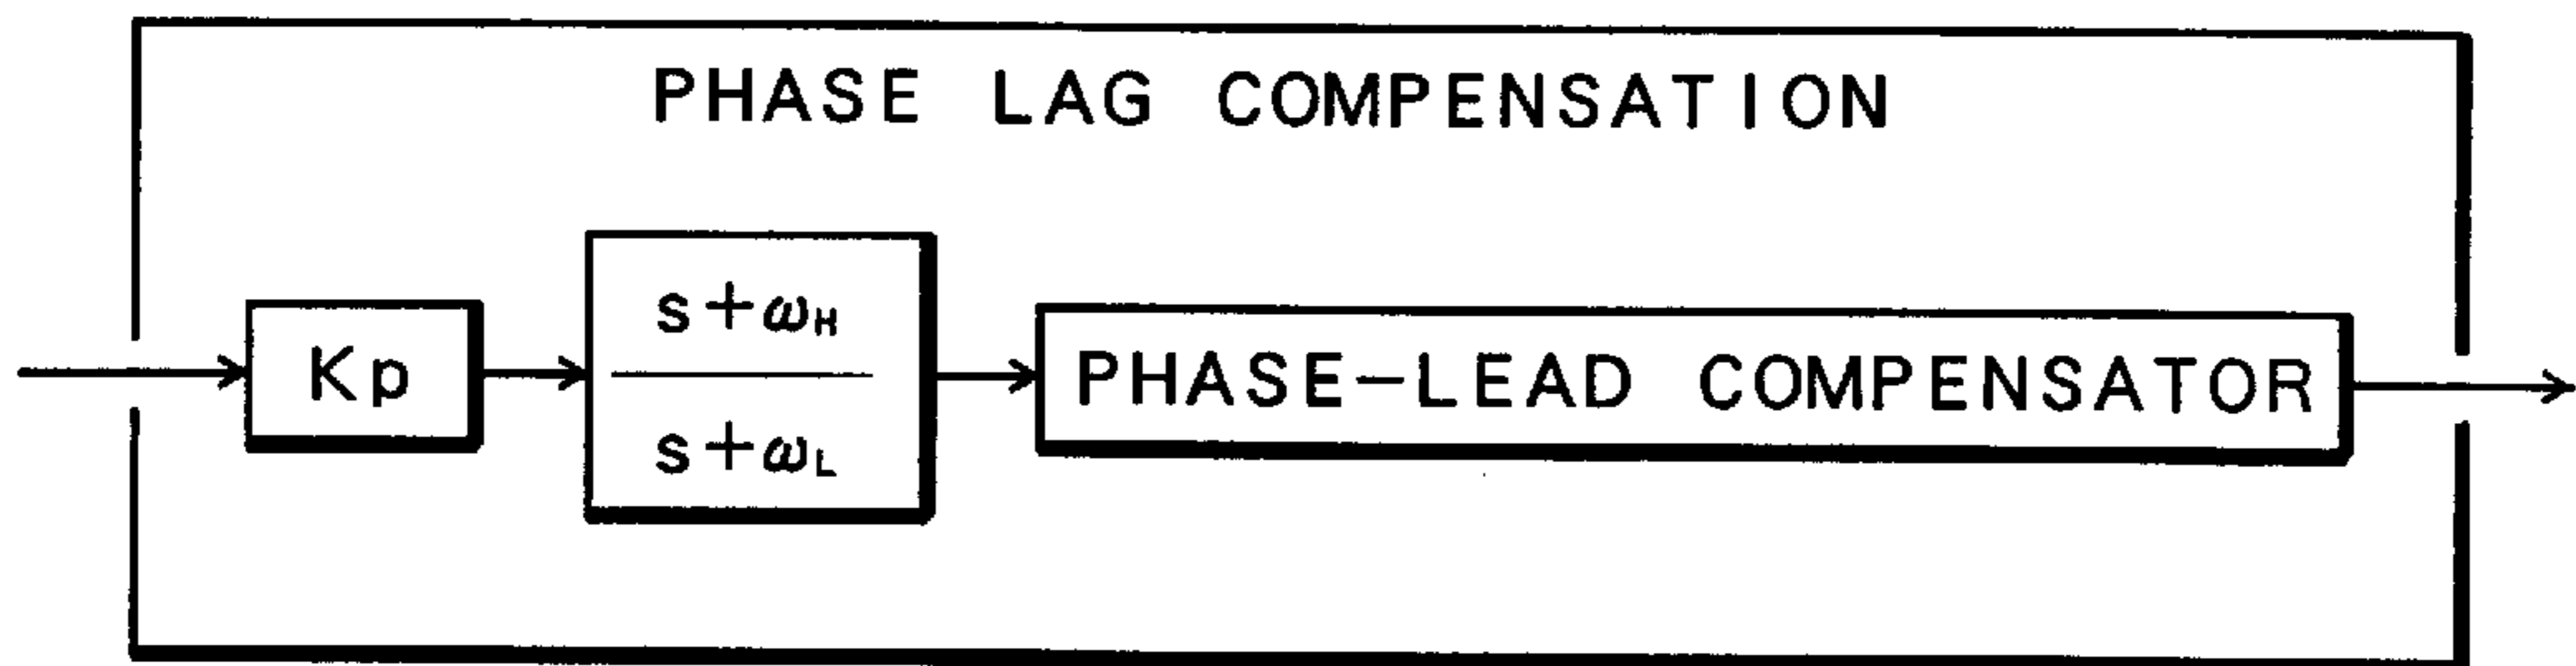 PHASE LAG COMPENSATION
Kp
s+ωH
s+ωL
PHASE-LEAD COMPENSATOR